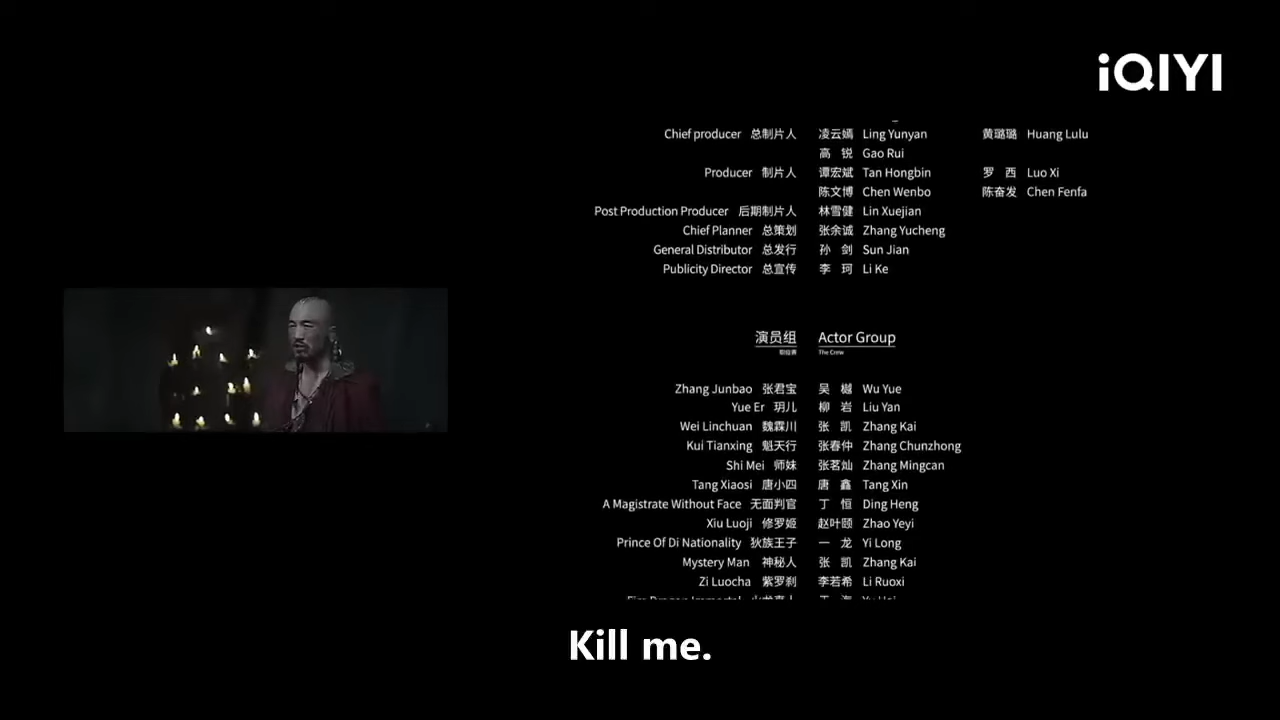 iQIYI
Chief producer 总制片人 凌云嫣 Ling Yunyan 黄璐璐 Huang Lulu
高 锐 Gao Rui
Producer 制片人 谭宏斌 Tan Hongbin 罗 西 Luo Xi
陈文博 Chen Wenbo 陈奋发 Chen Fenfa
Post Production Producer 后期制片人 林雪健 Lin Xuejian
Chief Planner 总策划 张余诚 Zhang Yucheng
General Distributor 总发行 孙 剑 Sun Jian
Publicity Director 总宣传 李 珂 Li Ke
演员组 Actor Group
The Crew
Zhang Junbao 张君宝 吴 樾 Wu Yue
Yue Er 玥儿 柳 岩 Liu Yan
Wei Linchuan 魏霖川 张 凯 Zhang Kai
Kui Tianxing 魁天行 张春仲 Zhang Chunzhong
Shi Mei 师妹 张茗灿 Zhang Mingcan
Tang Xiaosi 唐小四 唐 鑫 Tang Xin
A Magistrate Without Face 无面判官 丁 恒 Ding Heng
Xiu Luoji 修罗姬 赵叶颐 Zhao Yeyi
Prince Of Di Nationality 狄族王子 一 龙 Yi Long
Mystery Man 神秘人 张 凯 Zhang Kai
Zi Luocha 紫罗刹 李若希 Li Ruoxi
Kill me.